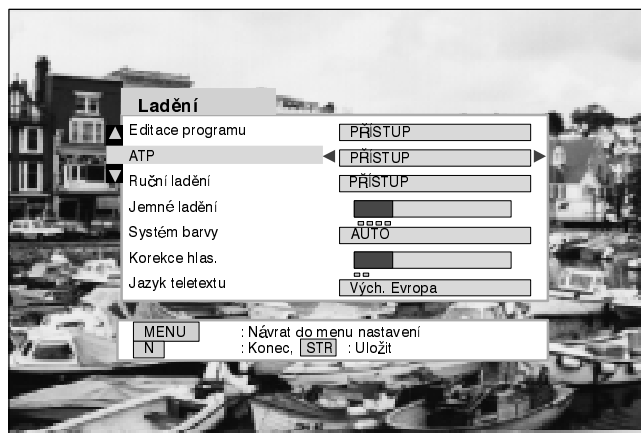 Ladění
Editace programu PŘÍSTUP
ATP PŘÍSTUP
Ruční ladění PŘÍSTUP
Jemné ladění
Systém barvy AUTO
Korekce hlas.
Jazyk teletextu Vých. Evropa
MENU : Návrat do menu nastavení
N : Konec, STR : Uložit